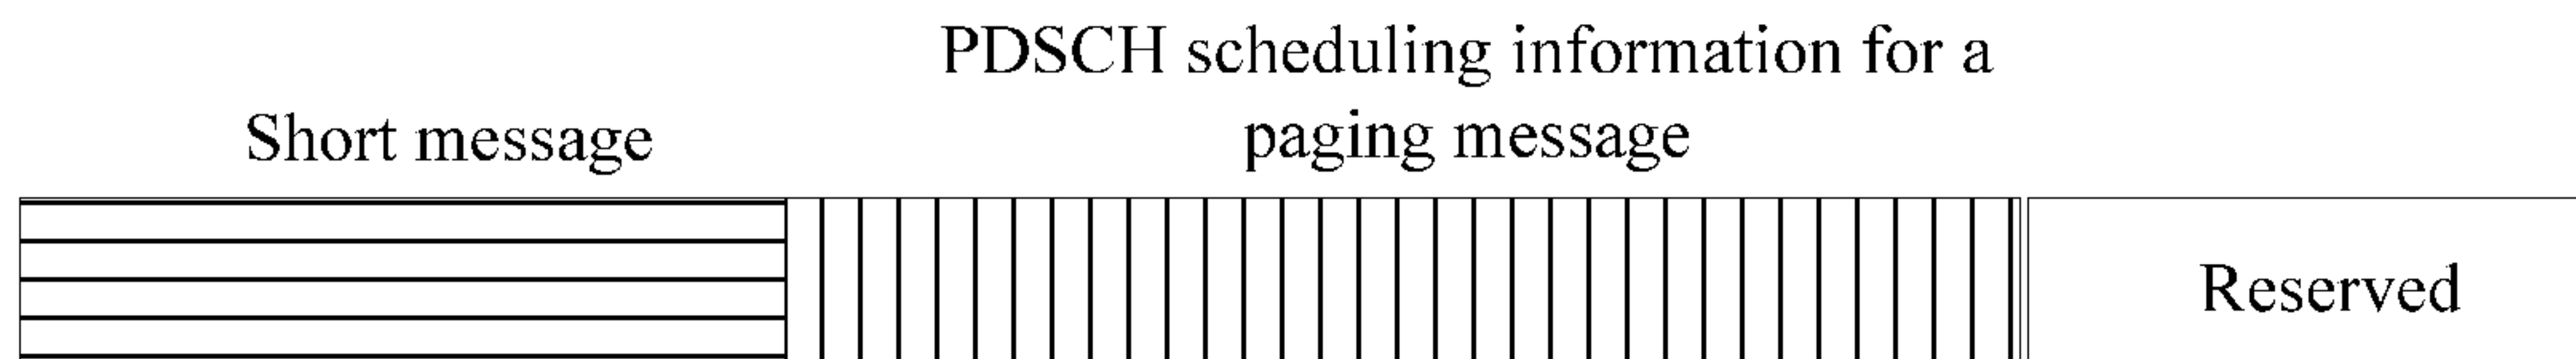 PDSCH scheduling information for a
paging message
Short message
Reserved